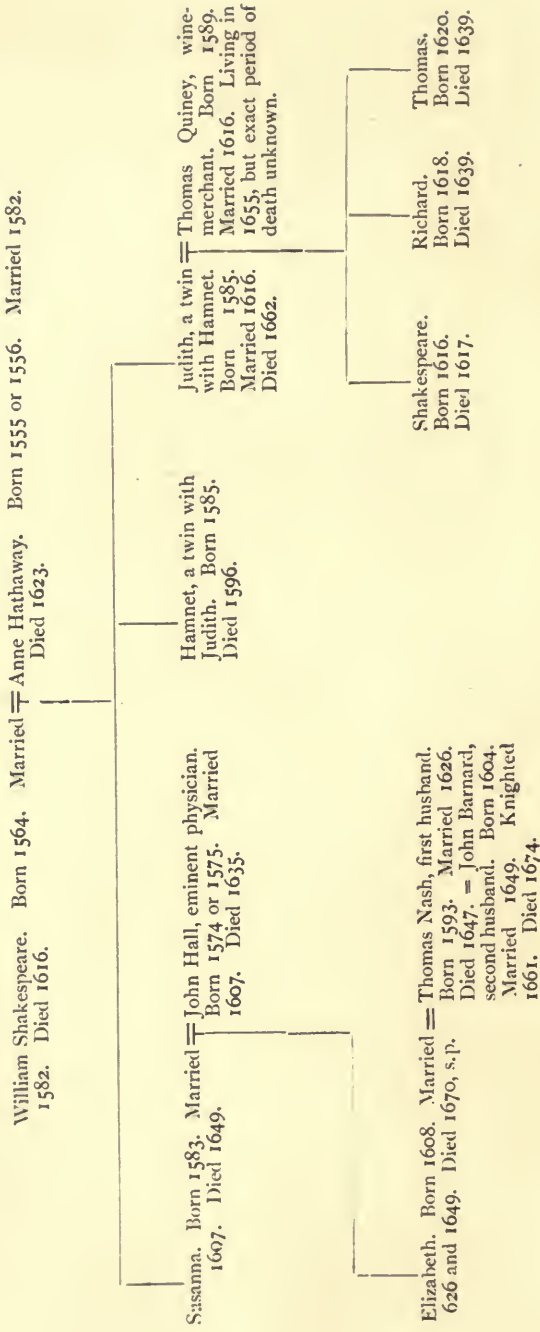 William Shakespeare. Born 1564. Married
1582. Died 1616.
Anne Hathaway. Born 1555 or 1556. Married 1582.
Died 1623.
Susanna. Born 1583. Married
1607. Died 1649.
John Hall, eminent physician.
Born 1574 or 1575. Married
1607. Died 1635.
Hamnet, a twin with
Judith. Born 1585.
Died 1596.
Judith, a twin
with Hamnet.
Born 1585.
Married 1616.
Died 1662.
Thomas Quiney, wine-
merchant. Born 1589.
Married 1616. Living in
1655, but exact period of
death unknown.
Elizabeth. Born 1608. Married
626 and 1649. Died 1670, s.p.
Thomas Nash, first husband.
Born 1593. Married 1626.
Died 1647. = John Barnard,
second husband. Born 1604.
Married 1649. Knighted
1661. Died 1674.
Shakespeare.
Born 1616.
Died 1617.
Richard.
Born 1618.
Died 1639.
Thomas.
Born 1620.
Died 1639.